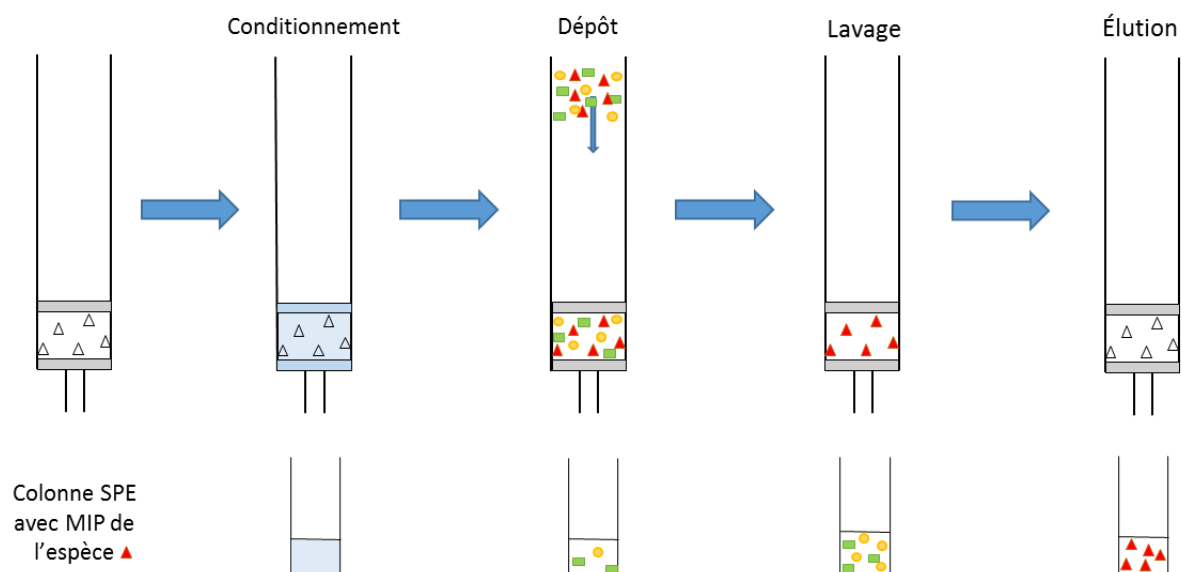 Conditionnement
Dépôt
Lavage
Élution
Colonne SPE
avec MIP de
l'espèce